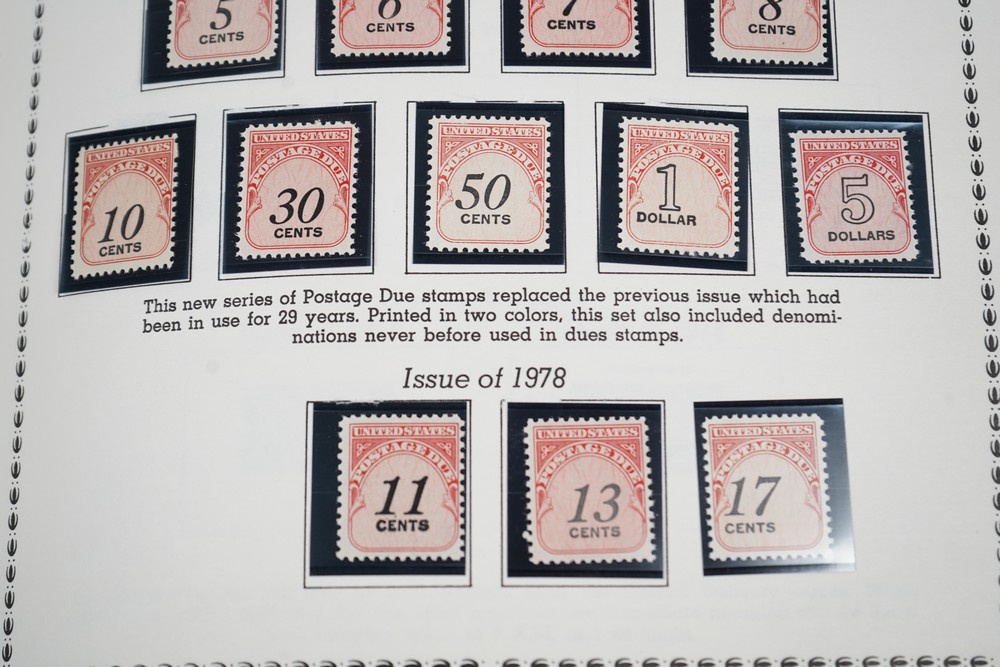 5
CENTS
6
CENTS
7
CENTS
8
CENTS
UNITED STATES
POSTAGE DUE
10
CENTS
UNITED STATES
POSTAGE DUE
30
CENTS
UNITED STATES
POSTAGE DUE
50
CENTS
UNITED STATES
POSTAGE DUE
1
DOLLAR
UNITED STATES
POSTAGE DUE
5
DOLLARS
This new series of Postage Due stamps replaced the previous issue which had
been in use for 29 years. Printed in two colors, this set also included denomi-
nations never before used in dues stamps.
Issue of 1978
UNITED STATES
POSTAGE DUE
11
CENTS
UNITED STATES
POSTAGE DUE
13
CENTS
UNITED STATES
POSTAGE DUE
17
CENTS